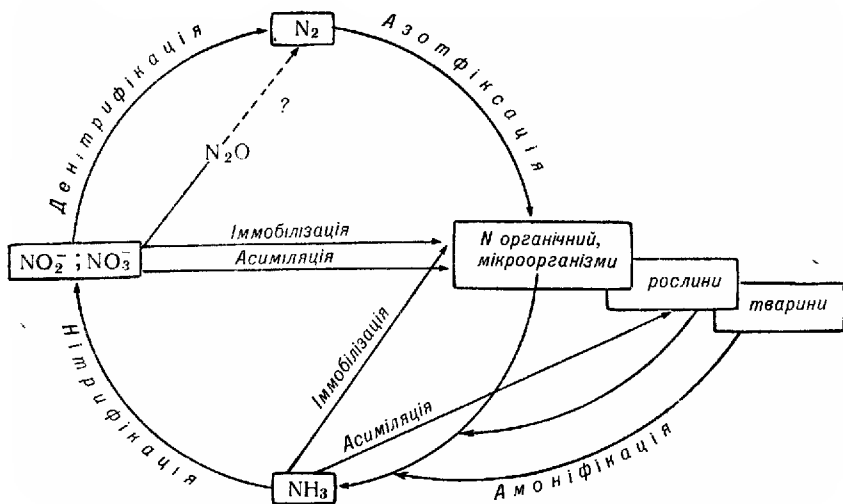 N₂
Азотфіксація
Денітрифікація
?
N₂O
NO₂⁻; NO₃⁻
Іммобілізація
Асиміляція
N органічний,
мікроорганізми
рослини
тварини
Іммобілізація
Асиміляція
Нітрифікація
NH₃
Амоніфікація